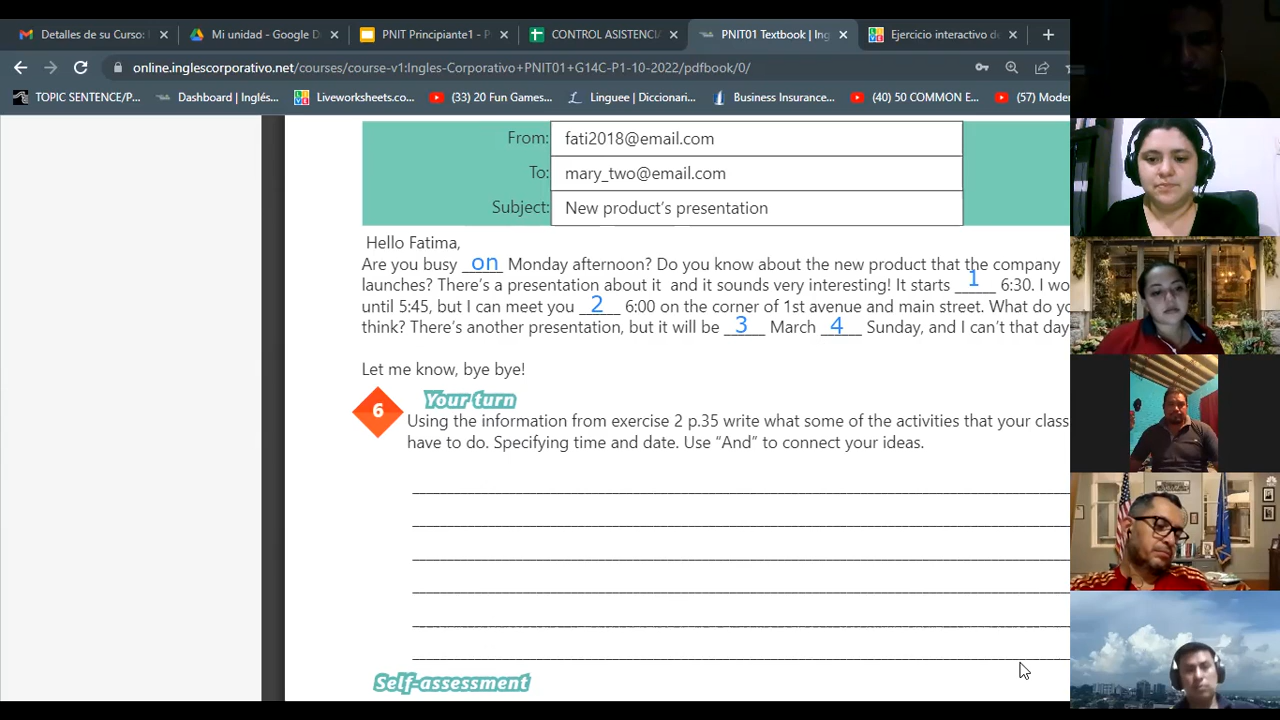 Detalles de su Curso: I
Mi unidad - Google D
PNIT Principiante1 - P
CONTROL ASISTENCIA
PNIT01 Textbook | Ing
Ejercicio interactivo de
online.inglescorporativo.net/courses/course-v1:Ingles-Corporativo+PNIT01+G14C-P1-10-2022/pdfbook/0/
TOPIC SENTENCE/P...
Dashboard | Inglés...
Liveworksheets.co...
(33) 20 Fun Games...
Linguee | Diccionari...
Business Insurance...
(40) 50 COMMON E...
(57) Moder
From: fati2018@email.com
To: mary_two@email.com
Subject: New product's presentation
Hello Fatima,
Are you busy on Monday afternoon? Do you know about the new product that the company
launches? There's a presentation about it and it sounds very interesting! It starts 1 6:30. I wo
until 5:45, but I can meet you 2 6:00 on the corner of 1st avenue and main street. What do yo
think? There's another presentation, but it will be 3 March 4 Sunday, and I can't that day
Let me know, bye bye!
6 Your turn
Using the information from exercise 2 p.35 write what some of the activities that your class
have to do. Specifying time and date. Use “And” to connect your ideas.
Self-assessment